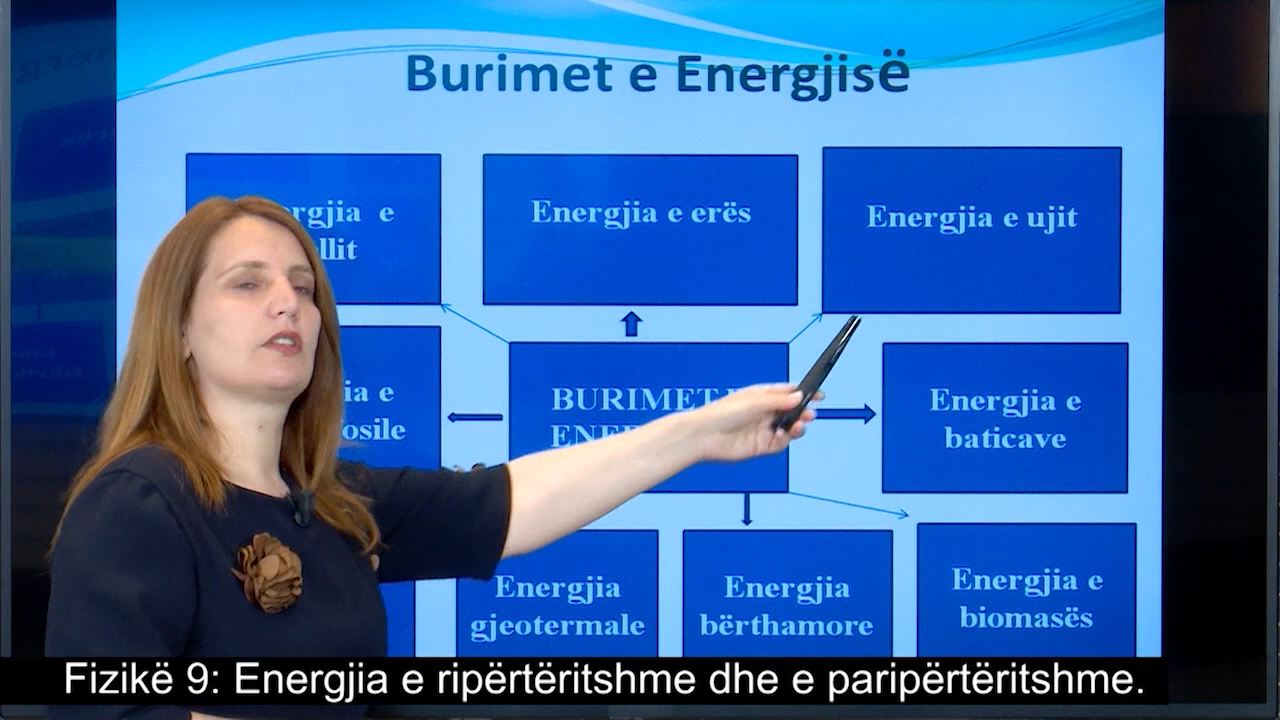 Burimet e Energjisë
Energjia e erës
Energjia e ujit
BURIMET
Energjia e
baticave
Energjia
gjeotermale
Energjia
bërthamore
Energjia e
biomasës
Fizikë 9: Energjia e ripërtëritshme dhe e paripërtëritshme.